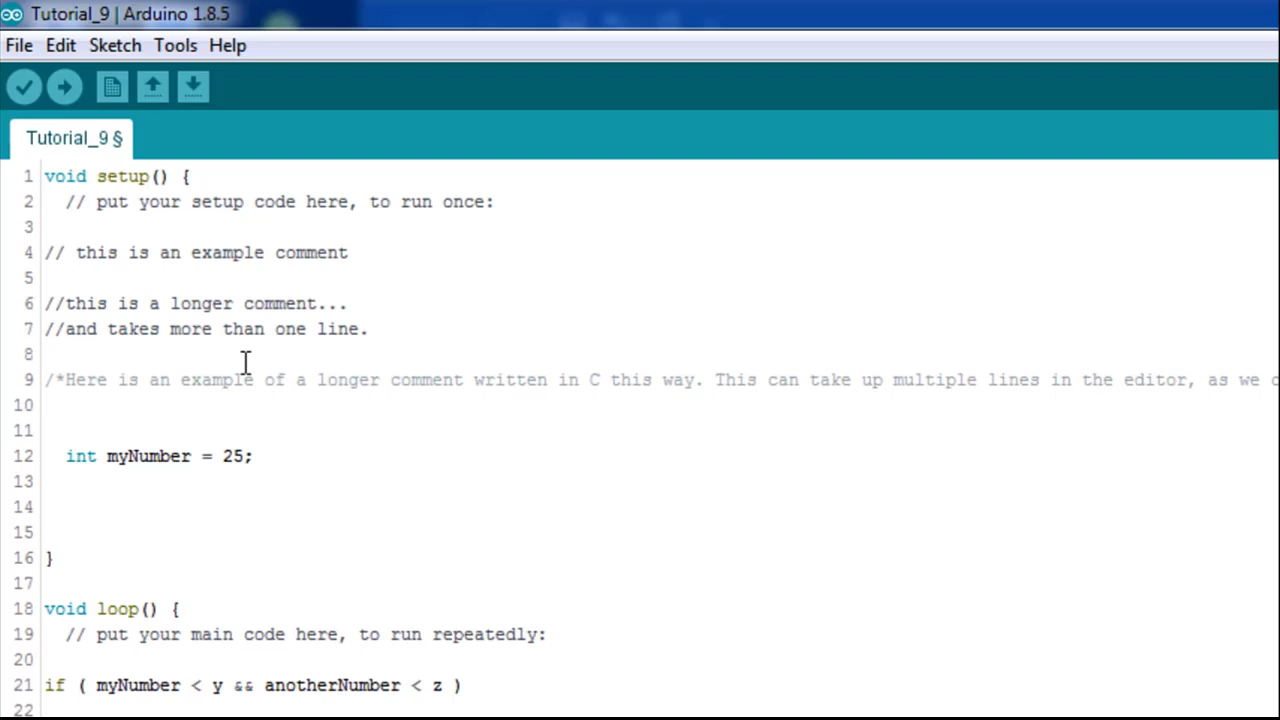 Tutorial_9 | Arduino 1.8.5
File Edit Sketch Tools Help
Tutorial_9 §
1 void setup() {
2 // put your setup code here, to run once:
3
4 // this is an example comment
5
6 //this is a longer comment...
7 //and takes more than one line.
8
9 /*Here is an example of a longer comment written in C this way. This can take up multiple lines in the editor, as we
10
11
12 int myNumber = 25;
13
14
15
16 }
17
18 void loop() {
19 // put your main code here, to run repeatedly:
20
21 if ( myNumber < y && anotherNumber < z )
22